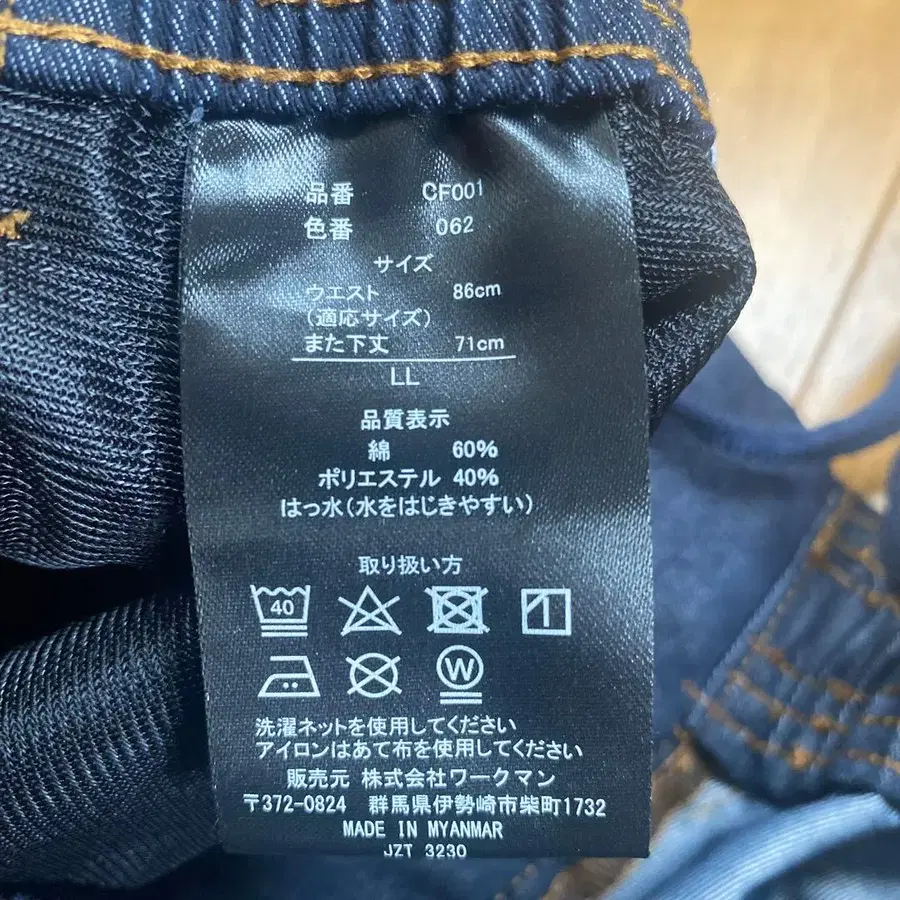 品番 CF001
色番 062
サイズ
ウエスト 86cm
(適応サイズ)
また下丈 71cm
LL
品質表示
綿 60%
ポリエステル 40%
はっ水(水をはじきやすい)
取り扱い方
40
W
洗濯ネットを使用してください
アイロンはあて布を使用してください
販売元 株式会社ワークマン
〒372-0824 群馬県伊勢崎市柴町1732
MADE IN MYANMAR
JZT 3230